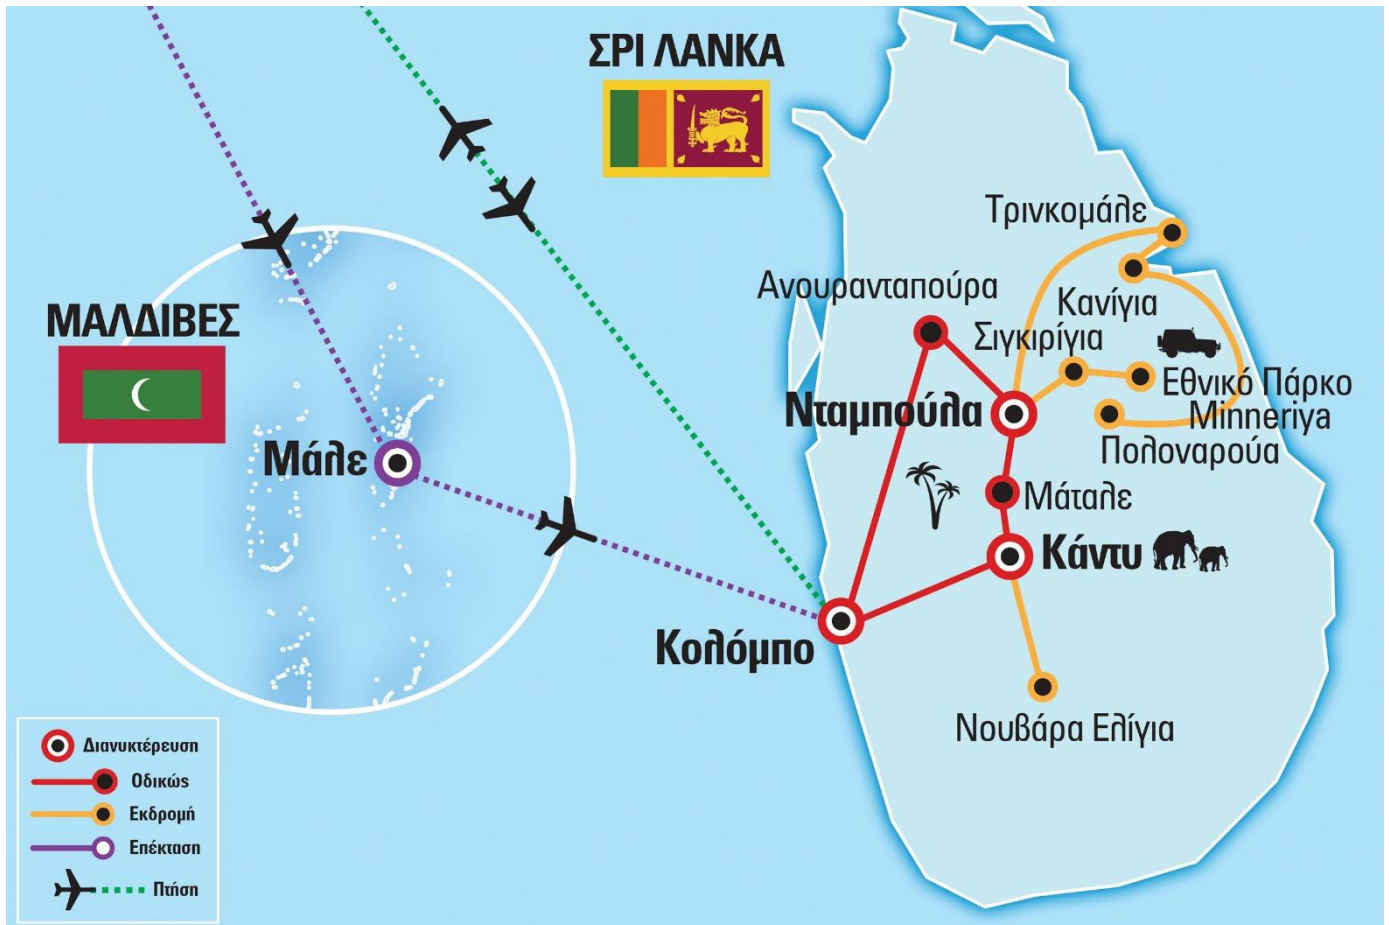 ΣΡΙ ΛΑΝΚΑ
Τρινκομάλε
Ανουρανταπούρα
Κανίγια
ΜΑΛΔΙΒΕΣ
Σιγκιρίγια
Εθνικό Πάρκο
Minneriya
Νταμπούλα
Πολοναρούα
Μάλε
Μάταλε
Κάντυ
Κολόμπο
Νουβάρα Ελίγια
Διανυκτέρευση
Οδικώς
Εκδρομή
Επέκταση
Πτήση